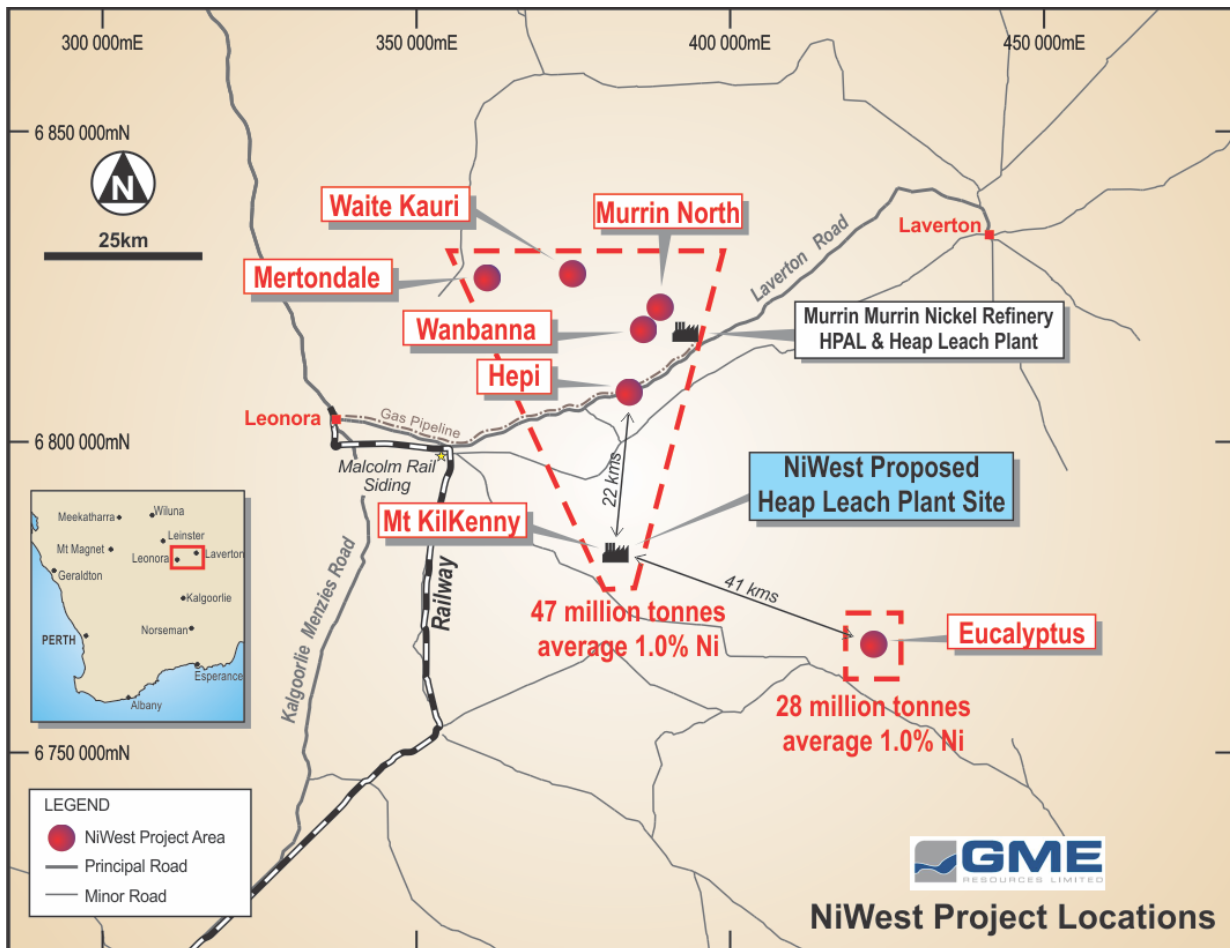 300 000mE
350 000mE
400 000mE
450 000mE
6 850 000mN
N
25km
Waite Kauri
Murrin North
Laverton
Mertondale
Laverton Road
Wanbanna
Murrin Murrin Nickel Refinery
HPAL & Heap Leach Plant
Hepi
Leonora
Gas Pipeline
6 800 000mN
Malcolm Rail
Siding
22 kms
NiWest Proposed
Heap Leach Plant Site
Mt KilKenny
41 kms
Kalgoorlie Menzies Road
Railway
47 million tonnes
average 1.0% Ni
Eucalyptus
28 million tonnes
average 1.0% Ni
Meekatharra
Wiluna
Leinster
Mt Magnet
Leonora
Laverton
Geraldton
Kalgoorlie
Norseman
PERTH
Esperance
Albany
6 750 000mN
LEGEND
NiWest Project Area
Principal Road
Minor Road
GME
RESOURCES LIMITED
NiWest Project Locations